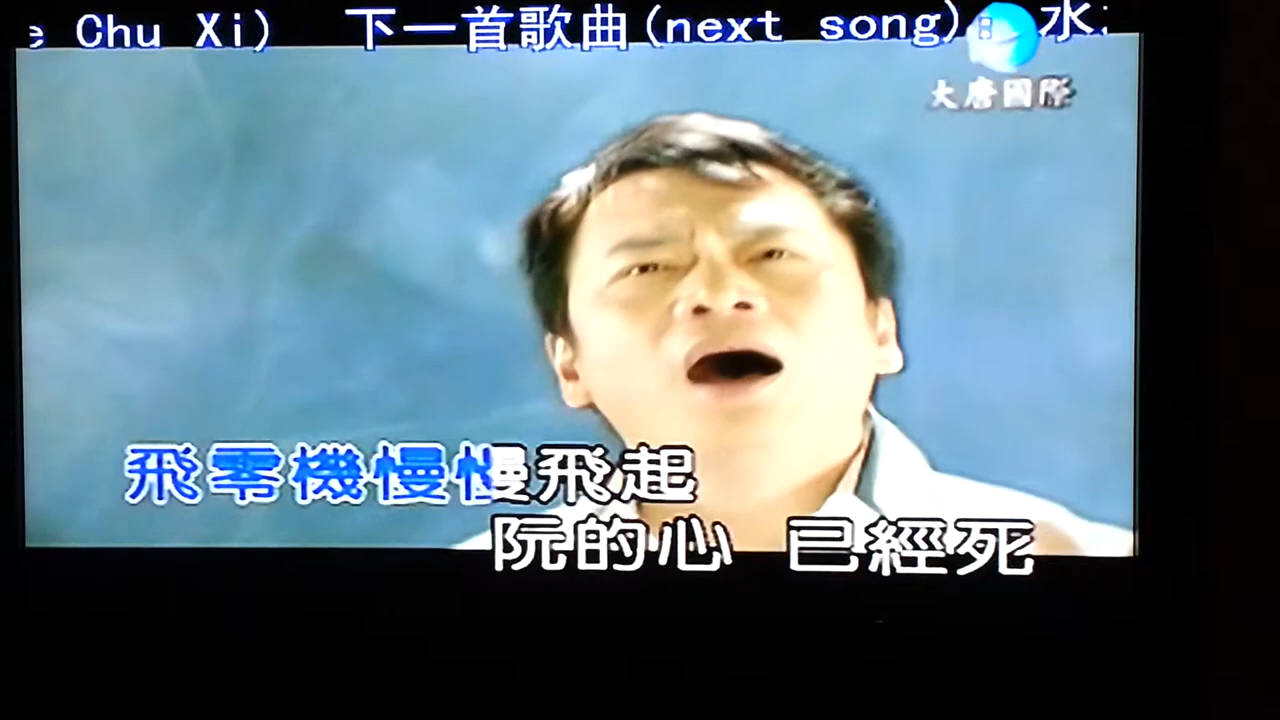 Chu Xi) 下一首歌曲(next song): 水
大唐國際
飛零機慢慢飛起
阮的心 已經死